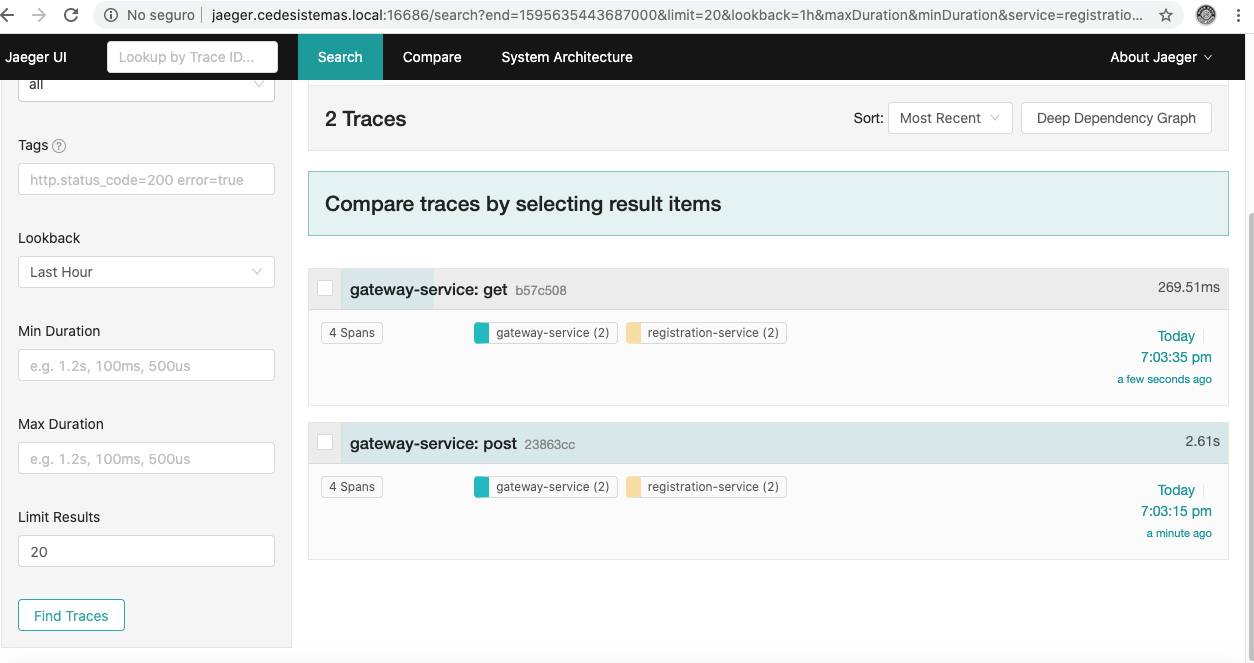 No seguro jaeger.cedesistemas.local:16686/search?end=1595635443687000&limit=20&lookback=1h&maxDuration&minDuration&service=registratio...
Jaeger UI Lookup by Trace ID... Search Compare System Architecture About Jaeger
all
Tags ?
http.status_code=200 error=true
Lookback
Last Hour
Min Duration
e.g. 1.2s, 100ms, 500us
Max Duration
e.g. 1.2s, 100ms, 500us
Limit Results
20
Find Traces
2 Traces Sort: Most Recent Deep Dependency Graph
Compare traces by selecting result items
gateway-service: get b57c508 269.51ms
4 Spans gateway-service (2) registration-service (2) Today
7:03:35 pm
a few seconds ago
gateway-service: post 23863cc 2.61s
4 Spans gateway-service (2) registration-service (2) Today
7:03:15 pm
a minute ago